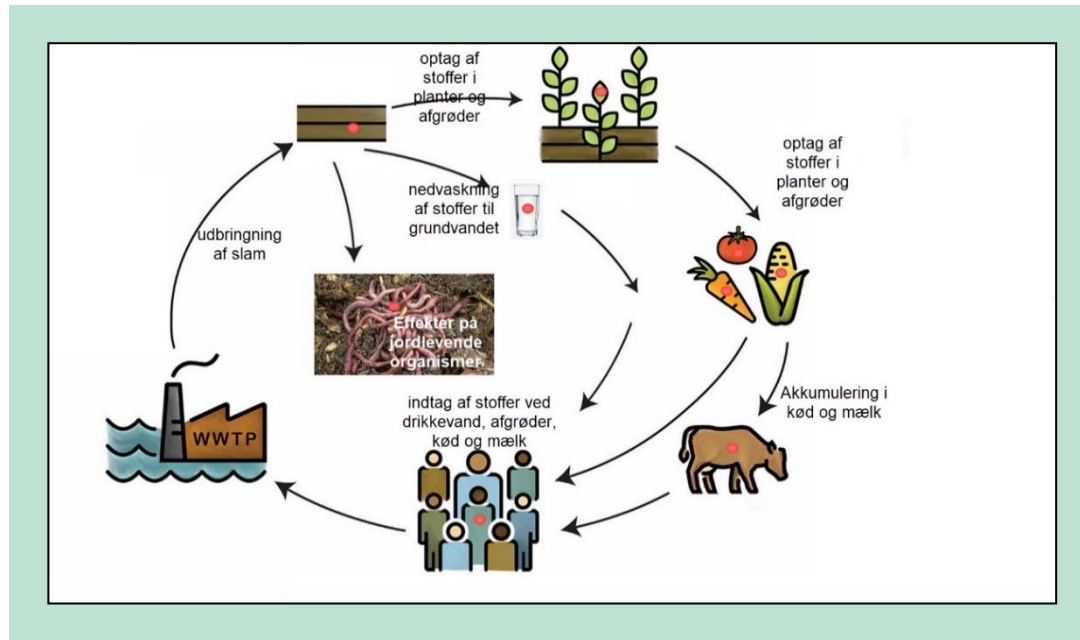 optag af
stoffer i
planter og
afgrøder
optag af
stoffer i
planter og
afgrøder
nedvaskning
af stoffer til
grundvandet
udbringning
af slam
Effekter på
jordlevende
organismer.
Akkumulering i
kød og mælk
indtag af stoffer ved
drikkevand, afgrøder,
kød og mælk
WWTP